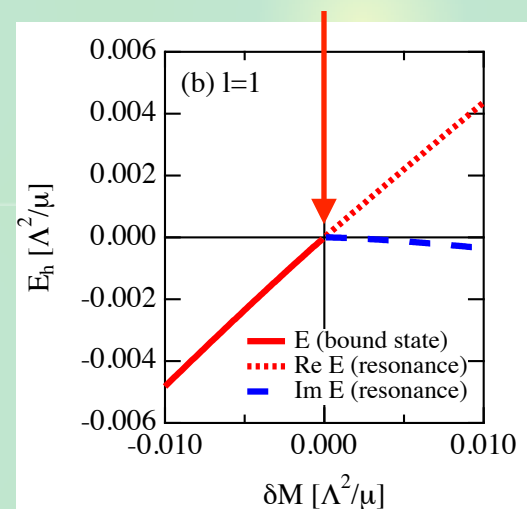 0.006
(b) l=1
0.004
0.002
0.000
-0.002
-0.004
-0.006
E_h [Λ²/μ]
E (bound state)
Re E (resonance)
Im E (resonance)
-0.010
0.000
0.010
δM [Λ²/μ]